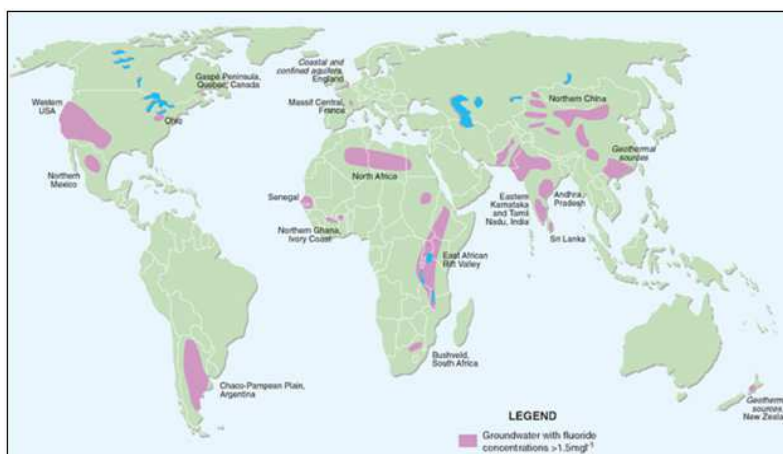 Coastal and
confined aquifers,
England
Gaspé Peninsula,
Quebec, Canada
Massif Central,
France
Western
USA
Ohio
Northern China
Geothermal
sources
Northern
Mexico
North Africa
Senegal
Eastern
Karnataka
and Tamil
Nadu, India
Andhra
Pradesh
Northern Ghana,
Ivory Coast
Sri Lanka
East African
Rift Valley
Bushveld,
South Africa
Chaco-Pampean Plain,
Argentina
Geotherm
sources
New Zeala
LEGEND
Groundwater with fluoride
concentrations >1.5mgl